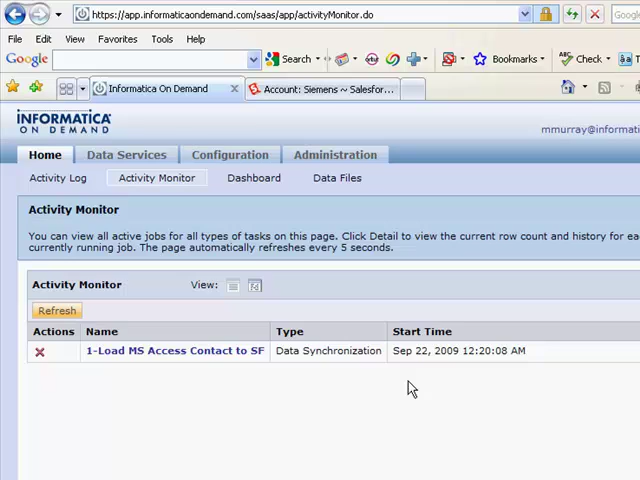 https://app.informaticaondemand.com/saas/app/activityMonitor.do
Google
File Edit View Favorites Tools Help
Google Search Bookmarks Check
Informatica On Demand Account: Siemens ~ Salesfor...
INFORMATICA
ON DEMAND
mmurray@informati
Home Data Services Configuration Administration
Activity Log Activity Monitor Dashboard Data Files
Activity Monitor
You can view all active jobs for all types of tasks on this page. Click Detail to view the current row count and history for ea
currently running job. The page automatically refreshes every 5 seconds.
Activity Monitor View:
Refresh
Actions Name Type Start Time
1-Load MS Access Contact to SF Data Synchronization Sep 22, 2009 12:20:08 AM